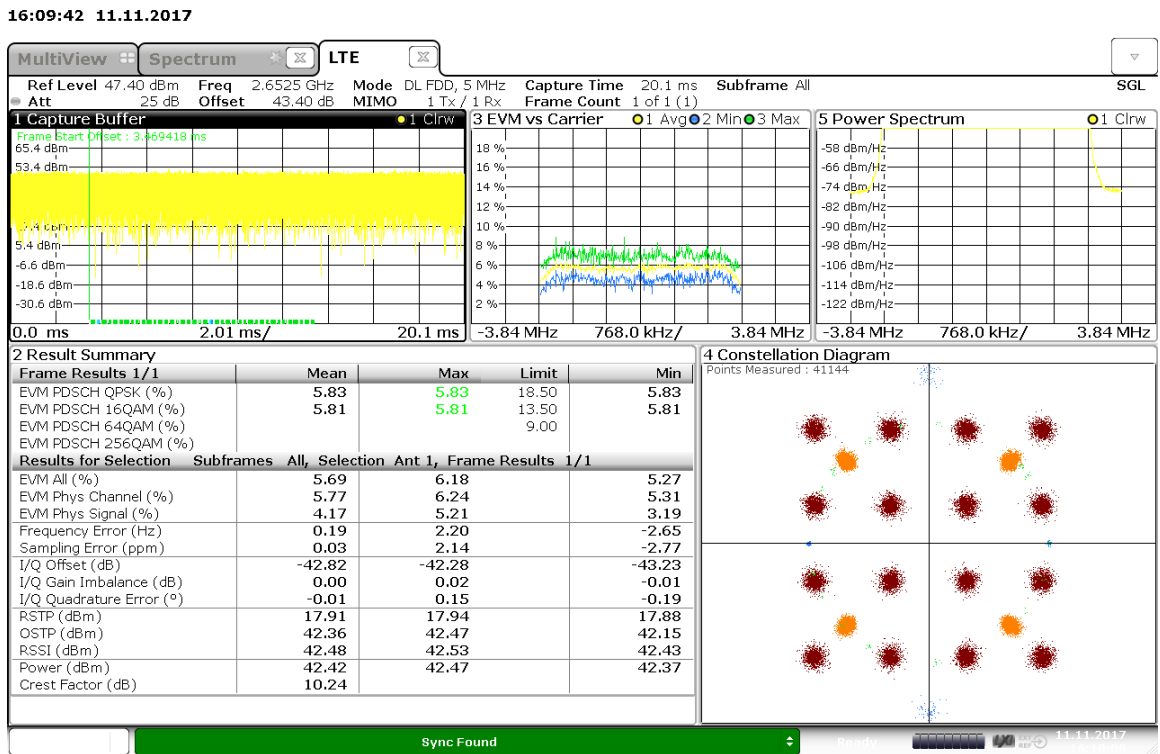 16:09:42 11.11.2017
MultiView Spectrum LTE
Ref Level 47.40 dBm Freq 2.6525 GHz Mode DL FDD, 5 MHz Capture Time 20.1 ms Subframe All SGL
Att 25 dB Offset 43.40 dB MIMO 1 Tx / 1 Rx Frame Count 1 of 1 (1)
1 Capture Buffer 1 Clrw
Frame Start Offset : 3.469418 ms
65.4 dBm
53.4 dBm
5.4 dBm
-6.6 dBm
-18.6 dBm
-30.6 dBm
0.0 ms 2.01 ms/ 20.1 ms
3 EVM vs Carrier 1 Avg 2 Min 3 Max
18 %
16 %
14 %
12 %
10 %
8 %
6 %
4 %
2 %
-3.84 MHz 768.0 kHz/ 3.84 MHz
5 Power Spectrum 1 Clrw
-58 dBm/Hz
-66 dBm/Hz
-74 dBm/Hz
-82 dBm/Hz
-90 dBm/Hz
-98 dBm/Hz
-106 dBm/Hz
-114 dBm/Hz
-122 dBm/Hz
-3.84 MHz 768.0 kHz/ 3.84 MHz
2 Result Summary
Frame Results 1/1 Mean Max Limit Min
EVM PDSCH QPSK (%) 5.83 5.83 18.50 5.83
EVM PDSCH 16QAM (%) 5.81 5.81 13.50 5.81
EVM PDSCH 64QAM (%) 9.00
EVM PDSCH 256QAM (%)
Results for Selection Subframes All, Selection Ant 1, Frame Results 1/1
EVM All (%) 5.69 6.18 5.27
EVM Phys Channel (%) 5.77 6.24 5.31
EVM Phys Signal (%) 4.17 5.21 3.19
Frequency Error (Hz) 0.19 2.20 -2.65
Sampling Error (ppm) 0.03 2.14 -2.77
I/Q Offset (dB) -42.82 -42.28 -43.23
I/Q Gain Imbalance (dB) 0.00 0.02 -0.01
I/Q Quadrature Error (°) -0.01 0.15 -0.19
RSTP (dBm) 17.91 17.94 17.88
OSTP (dBm) 42.36 42.47 42.15
RSSI (dBm) 42.48 42.53 42.43
Power (dBm) 42.42 42.47 42.37
Crest Factor (dB) 10.24
4 Constellation Diagram
Points Measured : 41144
Sync Found
Ready
LXI
11.11.2017